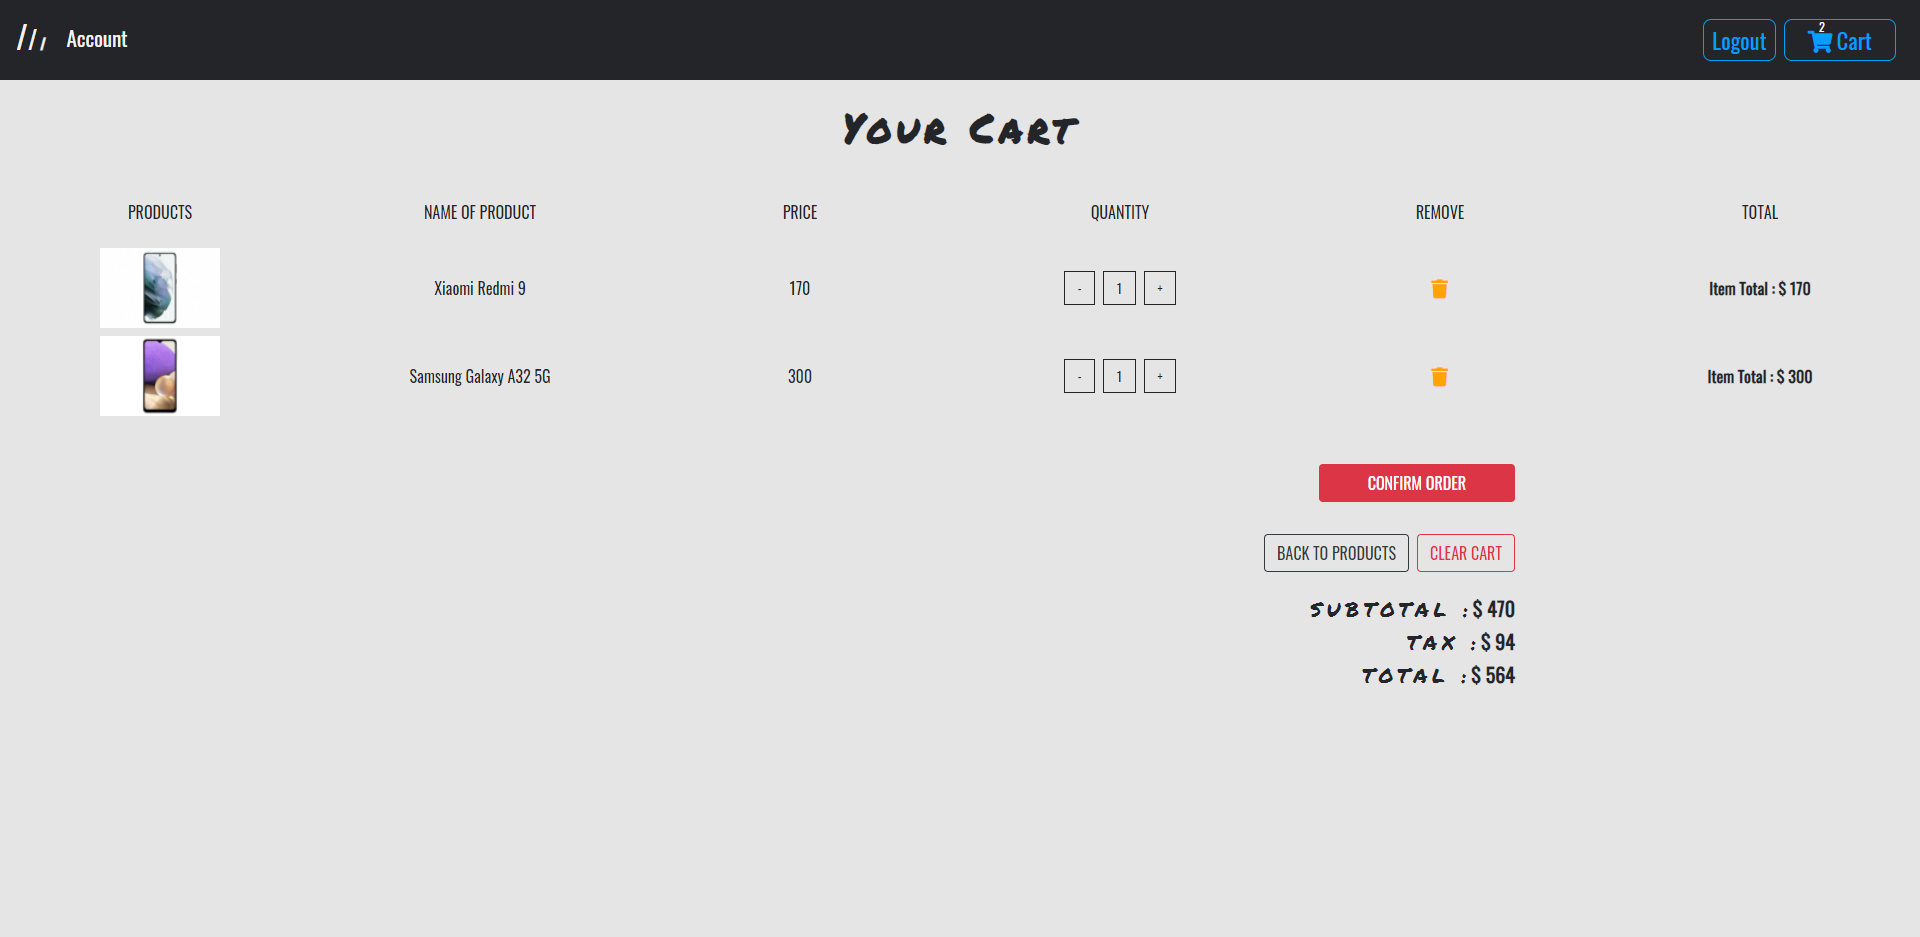 Account
Logout
2
Cart
Your Cart
PRODUCTS NAME OF PRODUCT PRICE QUANTITY REMOVE TOTAL
Xiaomi Redmi 9 170 - 1 + Item Total : $ 170
Samsung Galaxy A32 5G 300 - 1 + Item Total : $ 300
CONFIRM ORDER
BACK TO PRODUCTS CLEAR CART
SUBTOTAL : $ 470
TAX : $ 94
TOTAL : $ 564